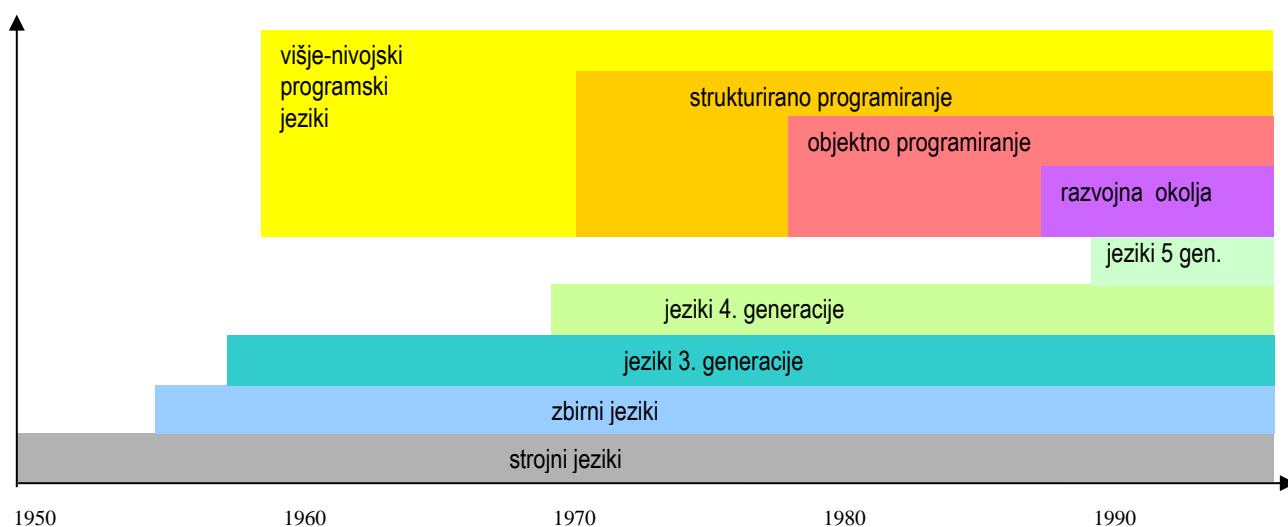 višje-nivojski
programski
jeziki
strukturirano programiranje
objektno programiranje
razvojna okolja
jeziki 5 gen.
jeziki 4. generacije
jeziki 3. generacije
zbirni jeziki
strojni jeziki
1950 1960 1970 1980 1990